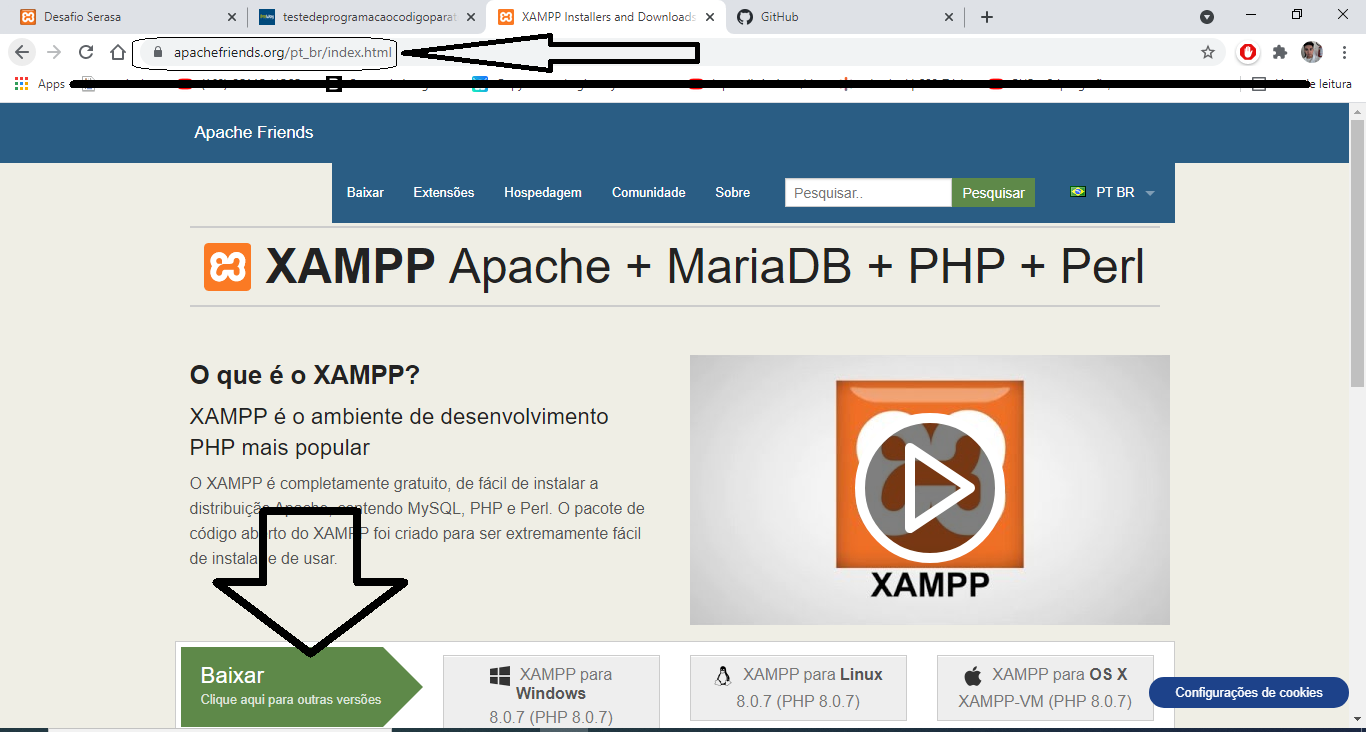 Desafio Serasa
testedeprogramacaocodigoparat
XAMPP Installers and Downloads
GitHub
apachefriends.org/pt_br/index.html
Apps
leitura
Apache Friends
Baixar
Extensões
Hospedagem
Comunidade
Sobre
Pesquisar..
Pesquisar
PT BR
XAMPP Apache + MariaDB + PHP + Perl
O que é o XAMPP?
XAMPP é o ambiente de desenvolvimento
PHP mais popular
O XAMPP é completamente gratuito, de fácil de instalar a
distribuição Apache, contendo MySQL, PHP e Perl. O pacote de
código aberto do XAMPP foi criado para ser extremamente fácil
de instalar e de usar.
XAMPP
Baixar
Clique aqui para outras versões
XAMPP para
Windows
8.0.7 (PHP 8.0.7)
XAMPP para Linux
8.0.7 (PHP 8.0.7)
XAMPP para OS X
XAMPP-VM (PHP 8.0.7)
Configurações de cookies